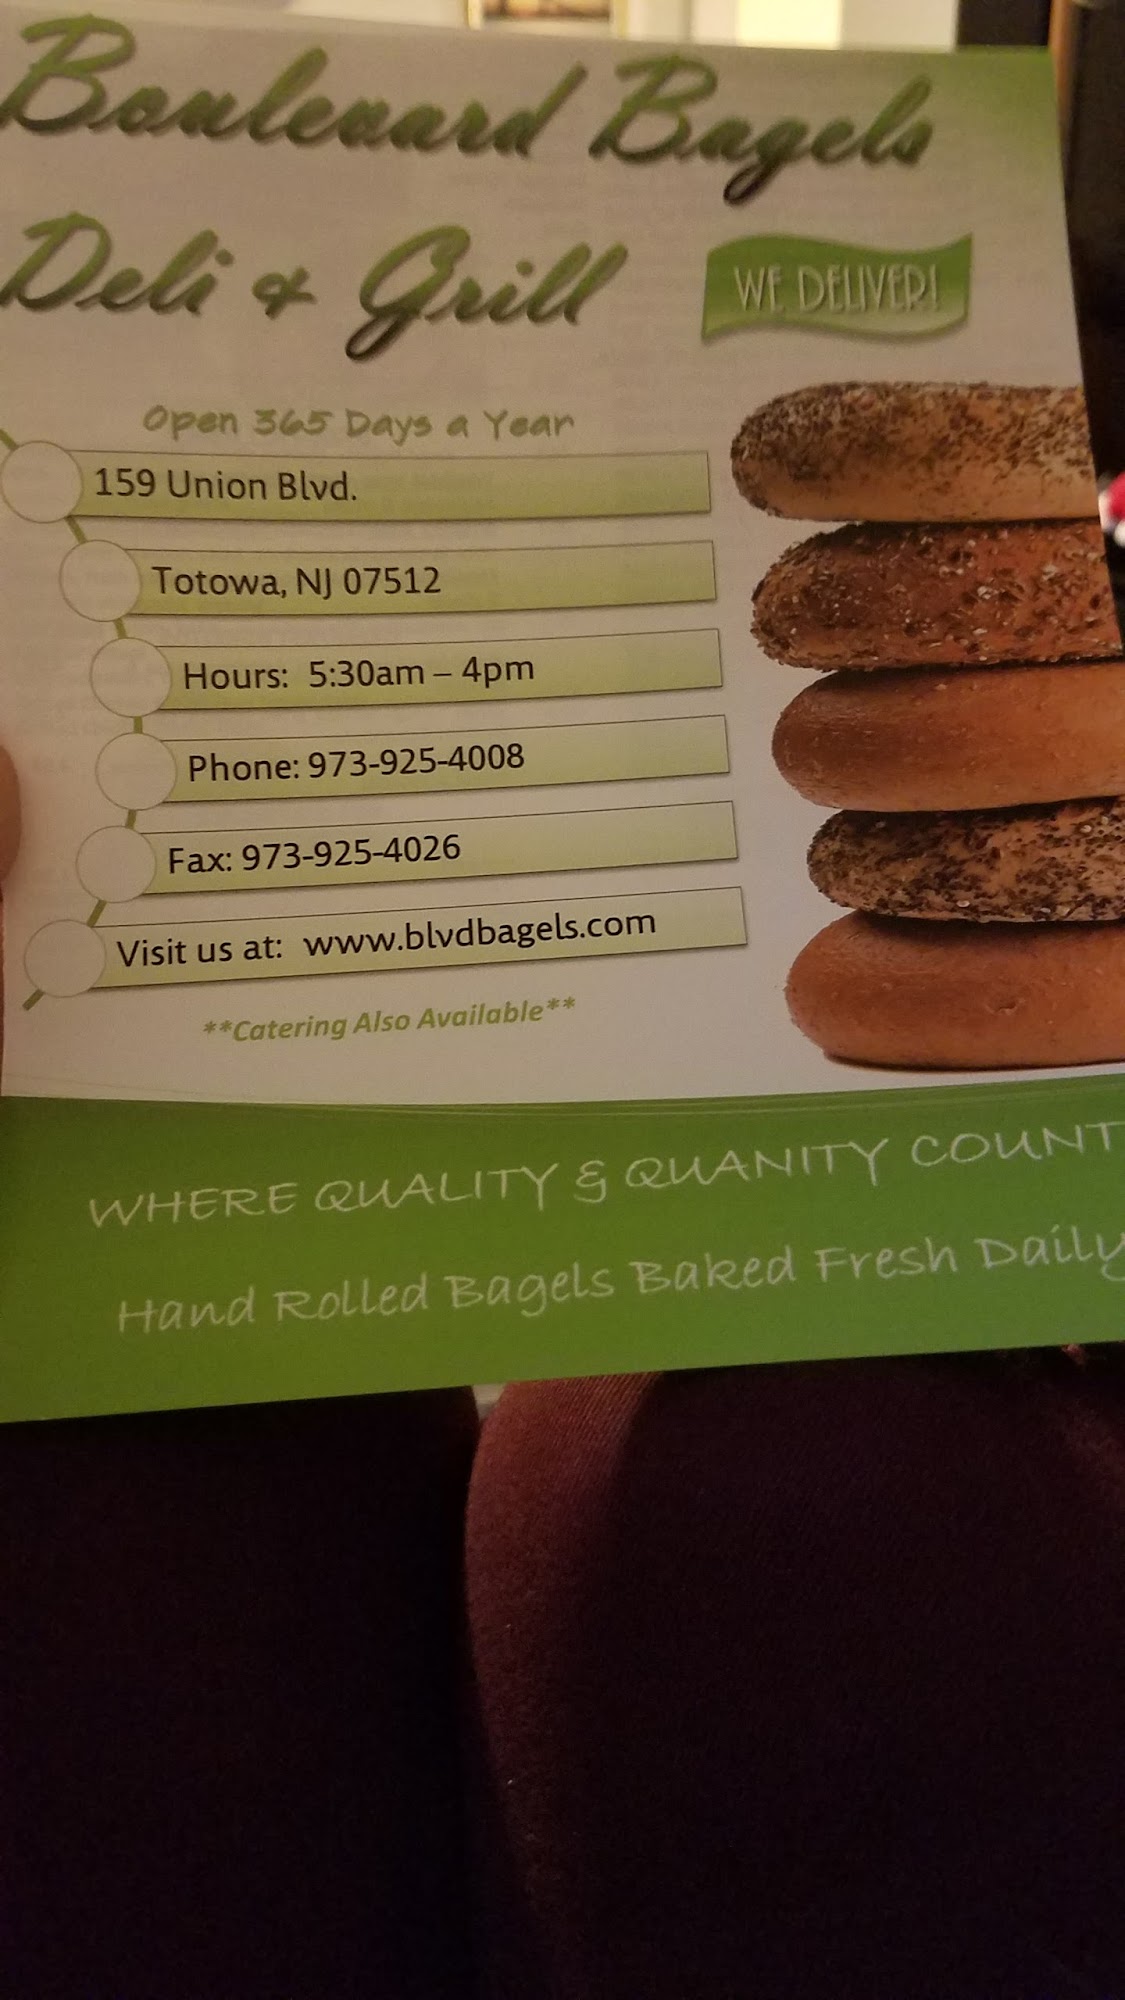 Boulevard Bagels
Deli & Grill
WE DELIVER!
Open 365 Days a Year
159 Union Blvd.
Totowa, NJ 07512
Hours: 5:30am – 4pm
Phone: 973-925-4008
Fax: 973-925-4026
Visit us at: www.blvdbagels.com
**Catering Also Available**
WHERE QUALITY & QUANITY COUNT
Hand Rolled Bagels Baked Fresh Daily